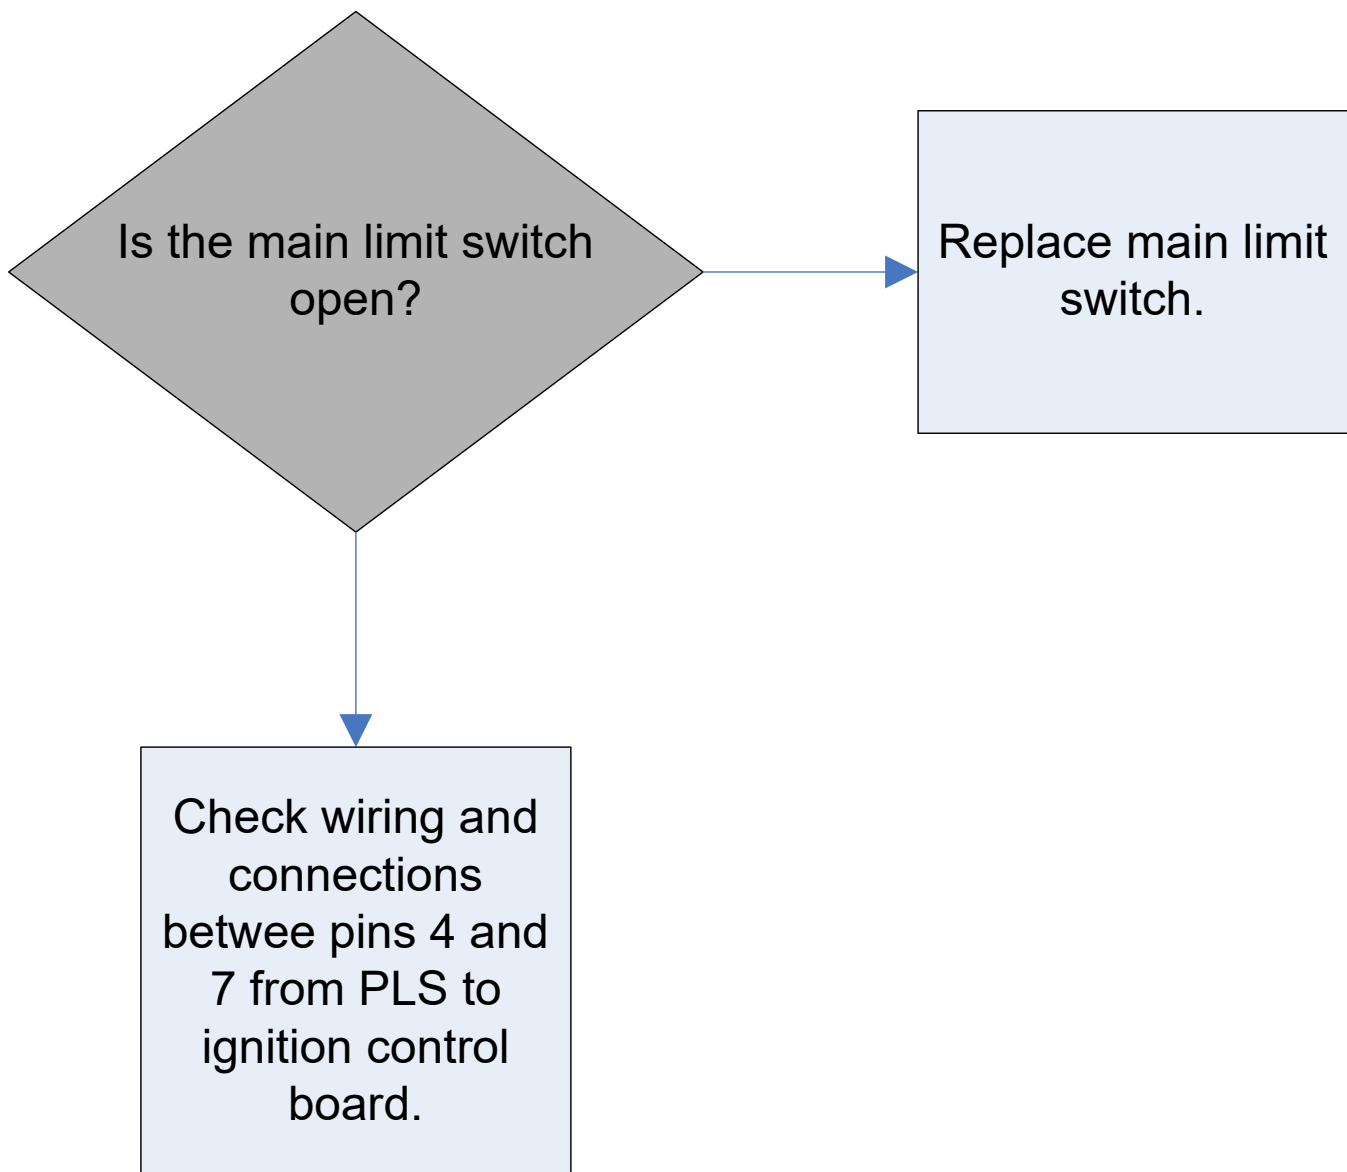 Is the main limit switch
open?
Replace main limit
switch.
Check wiring and
connections
betwee pins 4 and
7 from PLS to
ignition control
board.